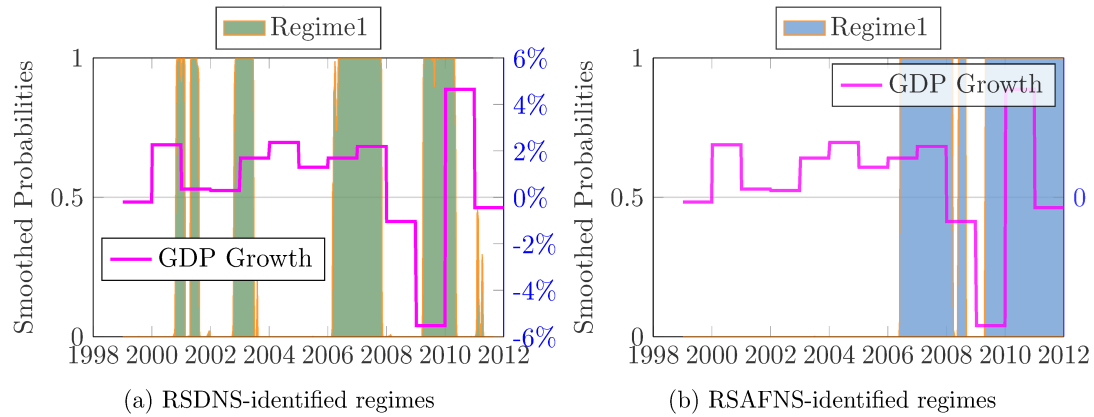 Regime1
Smoothed Probabilities
1
0.5
0
6%
4%
2%
0%
-2%
-4%
-6%
GDP Growth
1998 2000 2002 2004 2006 2008 2010 2012
(a) RSDNS-identified regimes
Regime1
Smoothed Probabilities
1
0.5
0
0
GDP Growth
1998 2000 2002 2004 2006 2008 2010 2012
(b) RSAFNS-identified regimes